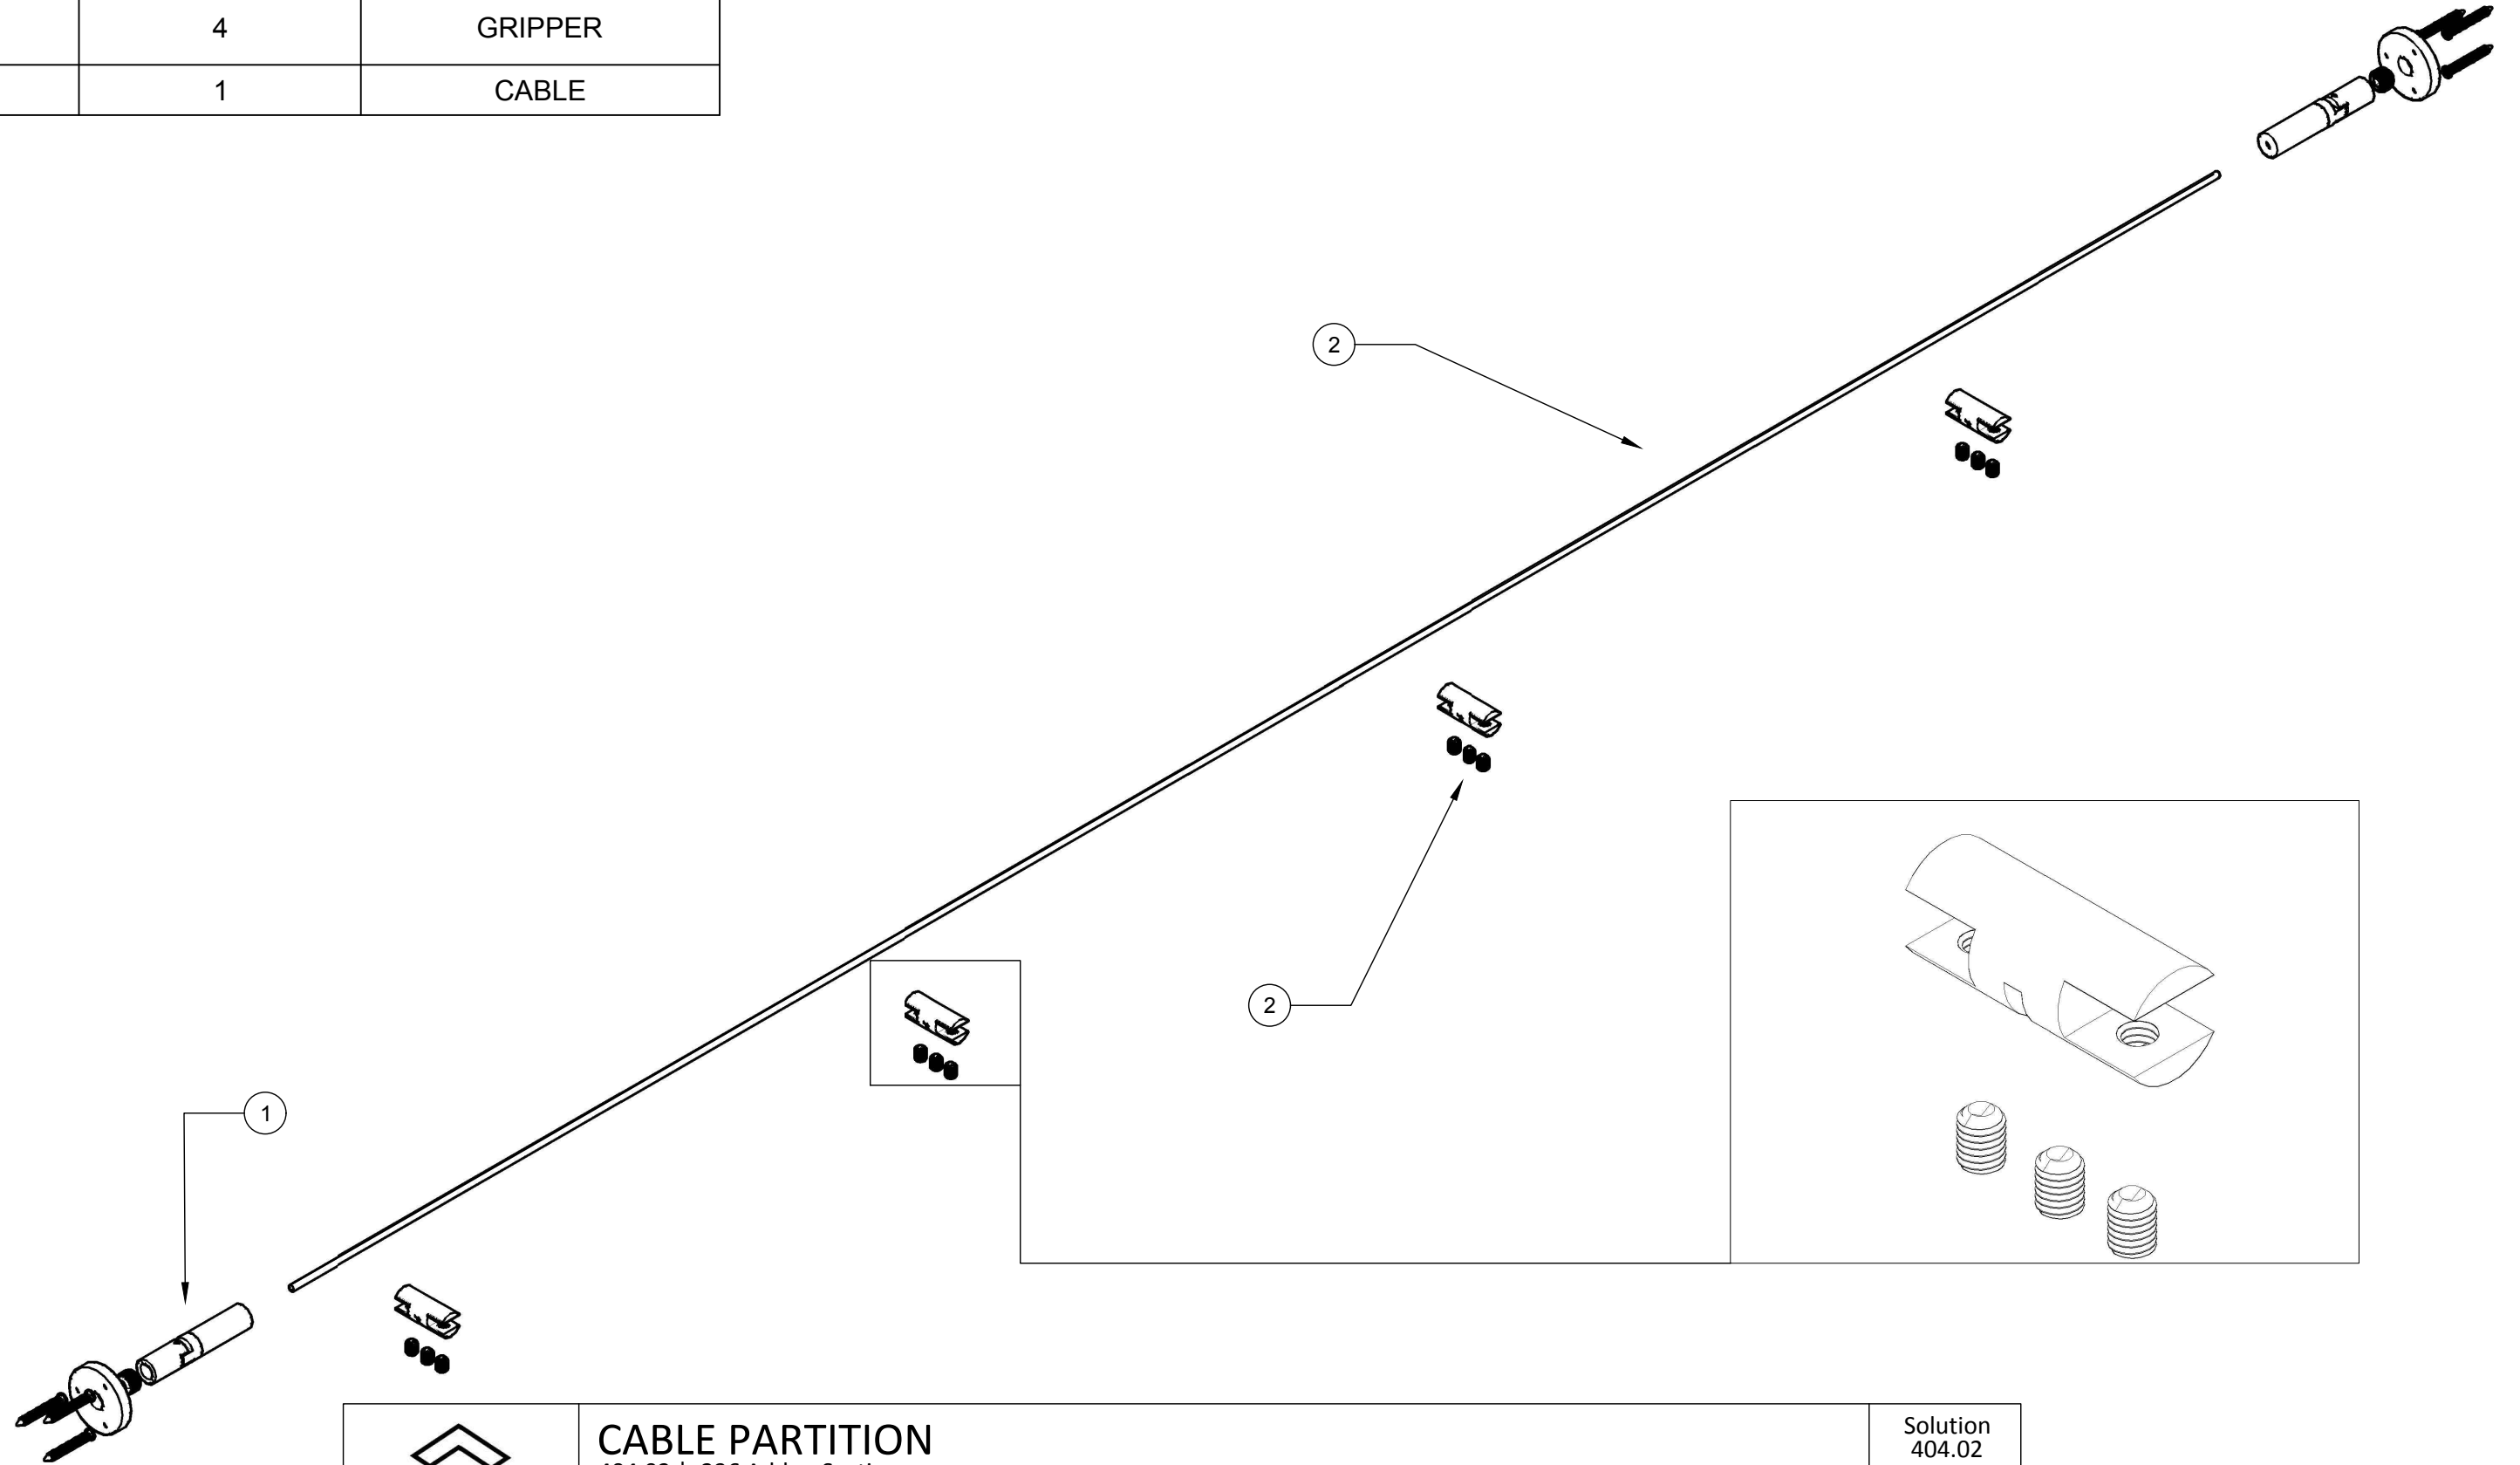 4 GRIPPER
1 CABLE
2
2
1
CABLE PARTITION
Solution
404.02